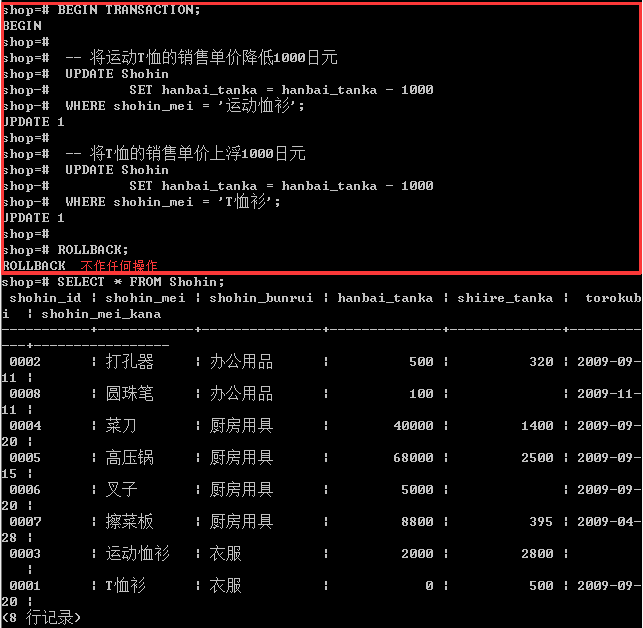 shop=# BEGIN TRANSACTION;
BEGIN
shop=#
shop=#  -- 将运动T恤的销售单价降低1000日元
shop=#  UPDATE Shohin
shop-#          SET hanbai_tanka = hanbai_tanka - 1000
shop-#  WHERE shohin_mei = '运动恤衫';
UPDATE 1
shop=#
shop=#  -- 将T恤的销售单价上浮1000日元
shop=#  UPDATE Shohin
shop-#          SET hanbai_tanka = hanbai_tanka - 1000
shop-#  WHERE shohin_mei = 'T恤衫';
UPDATE 1
shop=#
shop=# ROLLBACK;
ROLLBACK  不作任何操作
shop=# SELECT * FROM Shohin;
 shohin_id | shohin_mei | shohin_bunrui | hanbai_tanka | shiire_tanka |  torokub
i  | shohin_mei_kana
-----------+------------+---------------+--------------+--------------+---------
---+-----------------
 0002      | 打孔器     | 办公用品      |          500 |          320 | 2009-09-
11 |
 0008      | 圆珠笔     | 办公用品      |          100 |              | 2009-11-
11 |
 0004      | 菜刀       | 厨房用具      |        40000 |         1400 | 2009-09-
20 |
 0005      | 高压锅     | 厨房用具      |        68000 |         2500 | 2009-09-
15 |
 0006      | 叉子       | 厨房用具      |         5000 |              | 2009-09-
20 |
 0007      | 擦菜板     | 厨房用具      |         8800 |          395 | 2009-04-
28 |
 0003      | 运动恤衫   | 衣服          |         2000 |         2800 |
   |
 0001      | T恤衫      | 衣服          |            0 |          500 | 2009-09-
20 |
(8 行记录)